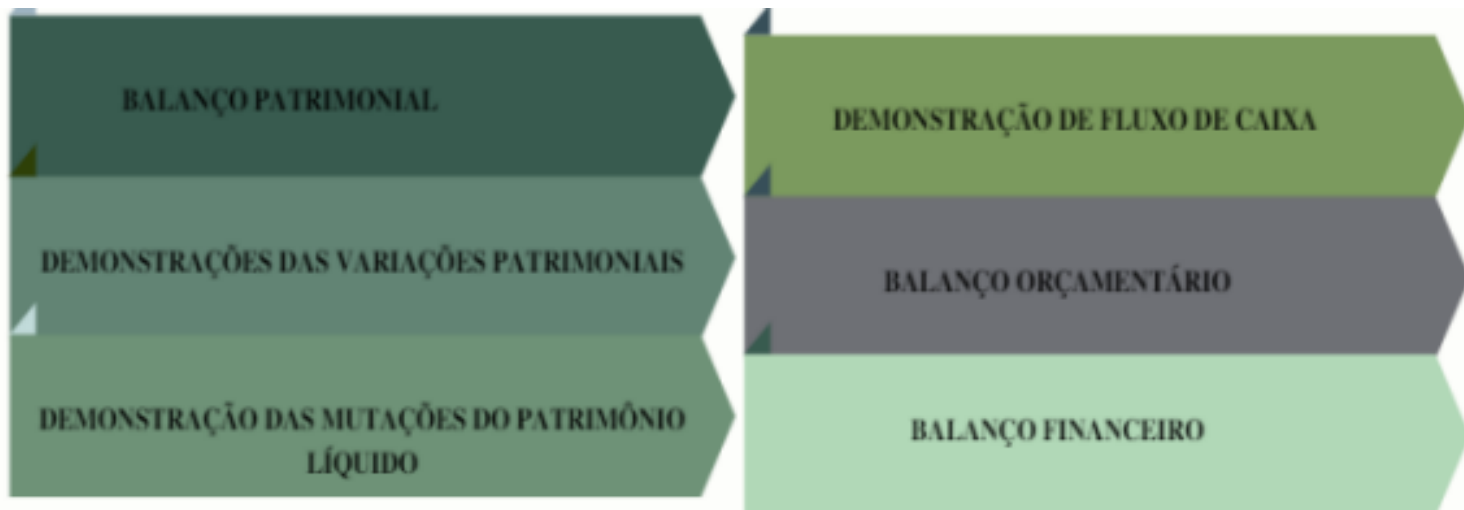 BALANÇO PATRIMONIAL
DEMONSTRAÇÕES DAS VARIAÇÕES PATRIMONIAIS
DEMONSTRAÇÃO DAS MUTAÇÕES DO PATRIMÔNIO
LÍQUIDO
DEMONSTRAÇÃO DE FLUXO DE CAIXA
BALANÇO ORÇAMENTÁRIO
BALANÇO FINANCEIRO